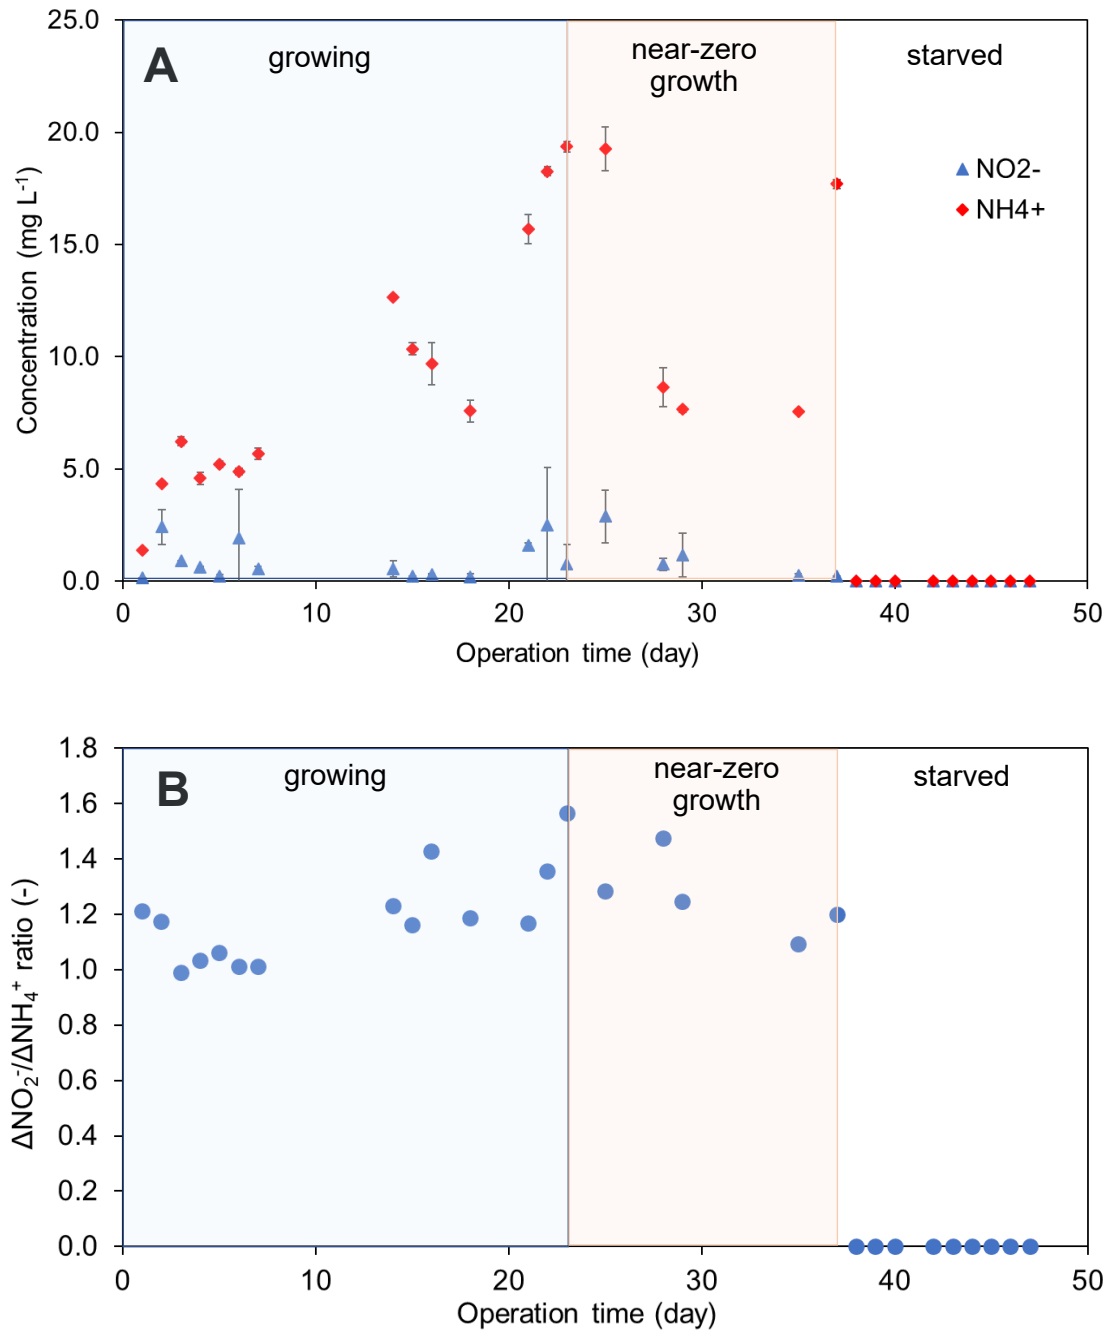 A
growing
near-zero
growth
starved
25.0
20.0
15.0
10.0
5.0
0.0
Concentration (mg L⁻¹)
NO2-
NH4+
0 10 20 30 40 50
Operation time (day)
B
growing
near-zero
growth
starved
1.8
1.6
1.4
1.2
1.0
0.8
0.6
0.4
0.2
0.0
ΔNO₂⁻/ΔNH₄⁺ ratio (-)
0 10 20 30 40 50
Operation time (day)